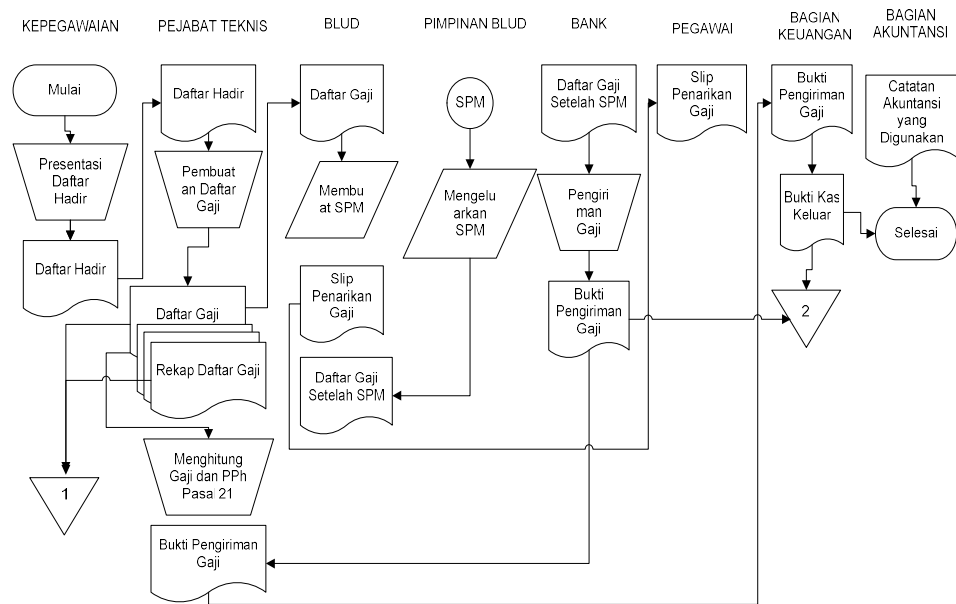 KEPEGAWAIAN
PEJABAT TEKNIS
BLUD
PIMPINAN BLUD
BANK
PEGAWAI
BAGIAN
KEUANGAN
BAGIAN
AKUNTANSI
Mulai
Presentasi
Daftar
Hadir
Daftar Hadir
1
Daftar Hadir
Pembuat
an Daftar
Gaji
Daftar Gaji
Rekap Daftar Gaji
Menghitung
Gaji dan PPh
Pasal 21
Bukti Pengiriman
Gaji
Daftar Gaji
Membu
at SPM
Slip
Penarikan
Gaji
Daftar Gaji
Setelah SPM
SPM
Mengelu
arkan
SPM
Daftar Gaji
Setelah SPM
Pengiri
man
Gaji
Bukti
Pengiriman
Gaji
Slip
Penarikan
Gaji
Bukti
Pengiriman
Gaji
Bukti Kas
Keluar
2
Catatan
Akuntansi
yang
Digunakan
Selesai